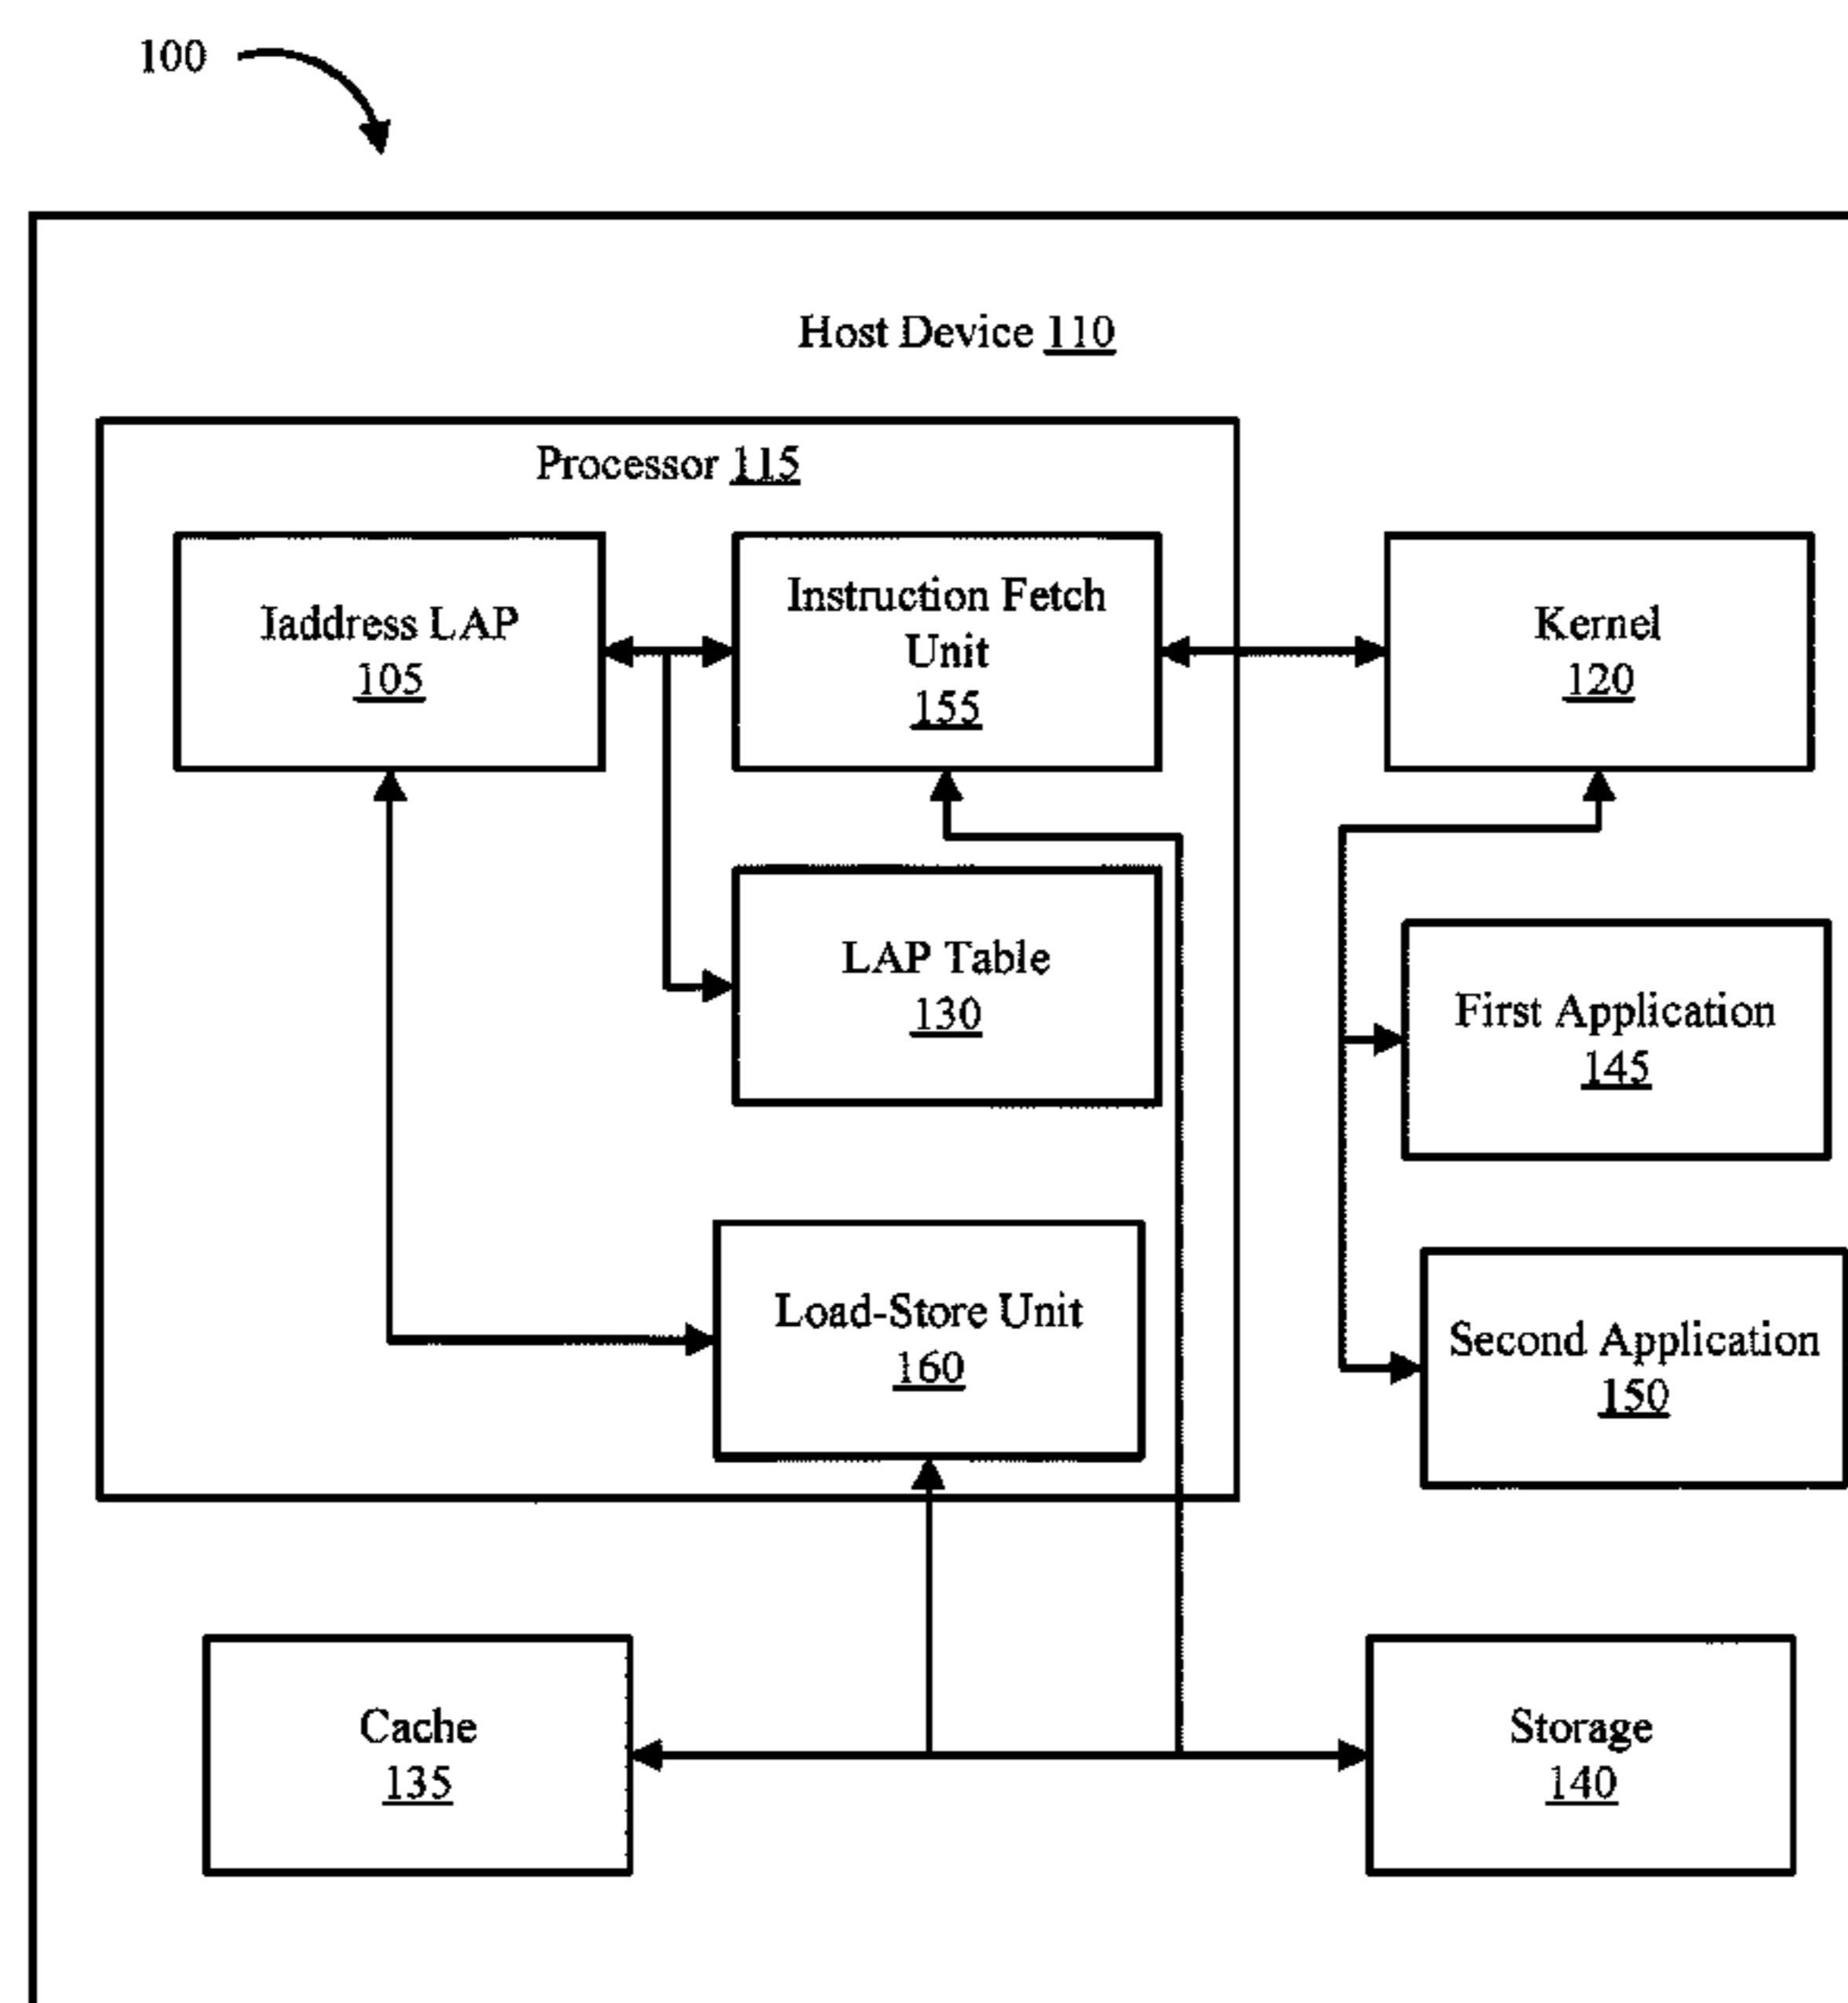 100
Host Device 110
Processor 115
Iaddress LAP
105
Instruction Fetch
Unit
155
Kernel
120
LAP Table
130
First Application
145
Load-Store Unit
160
Second Application
150
Cache
135
Storage
140